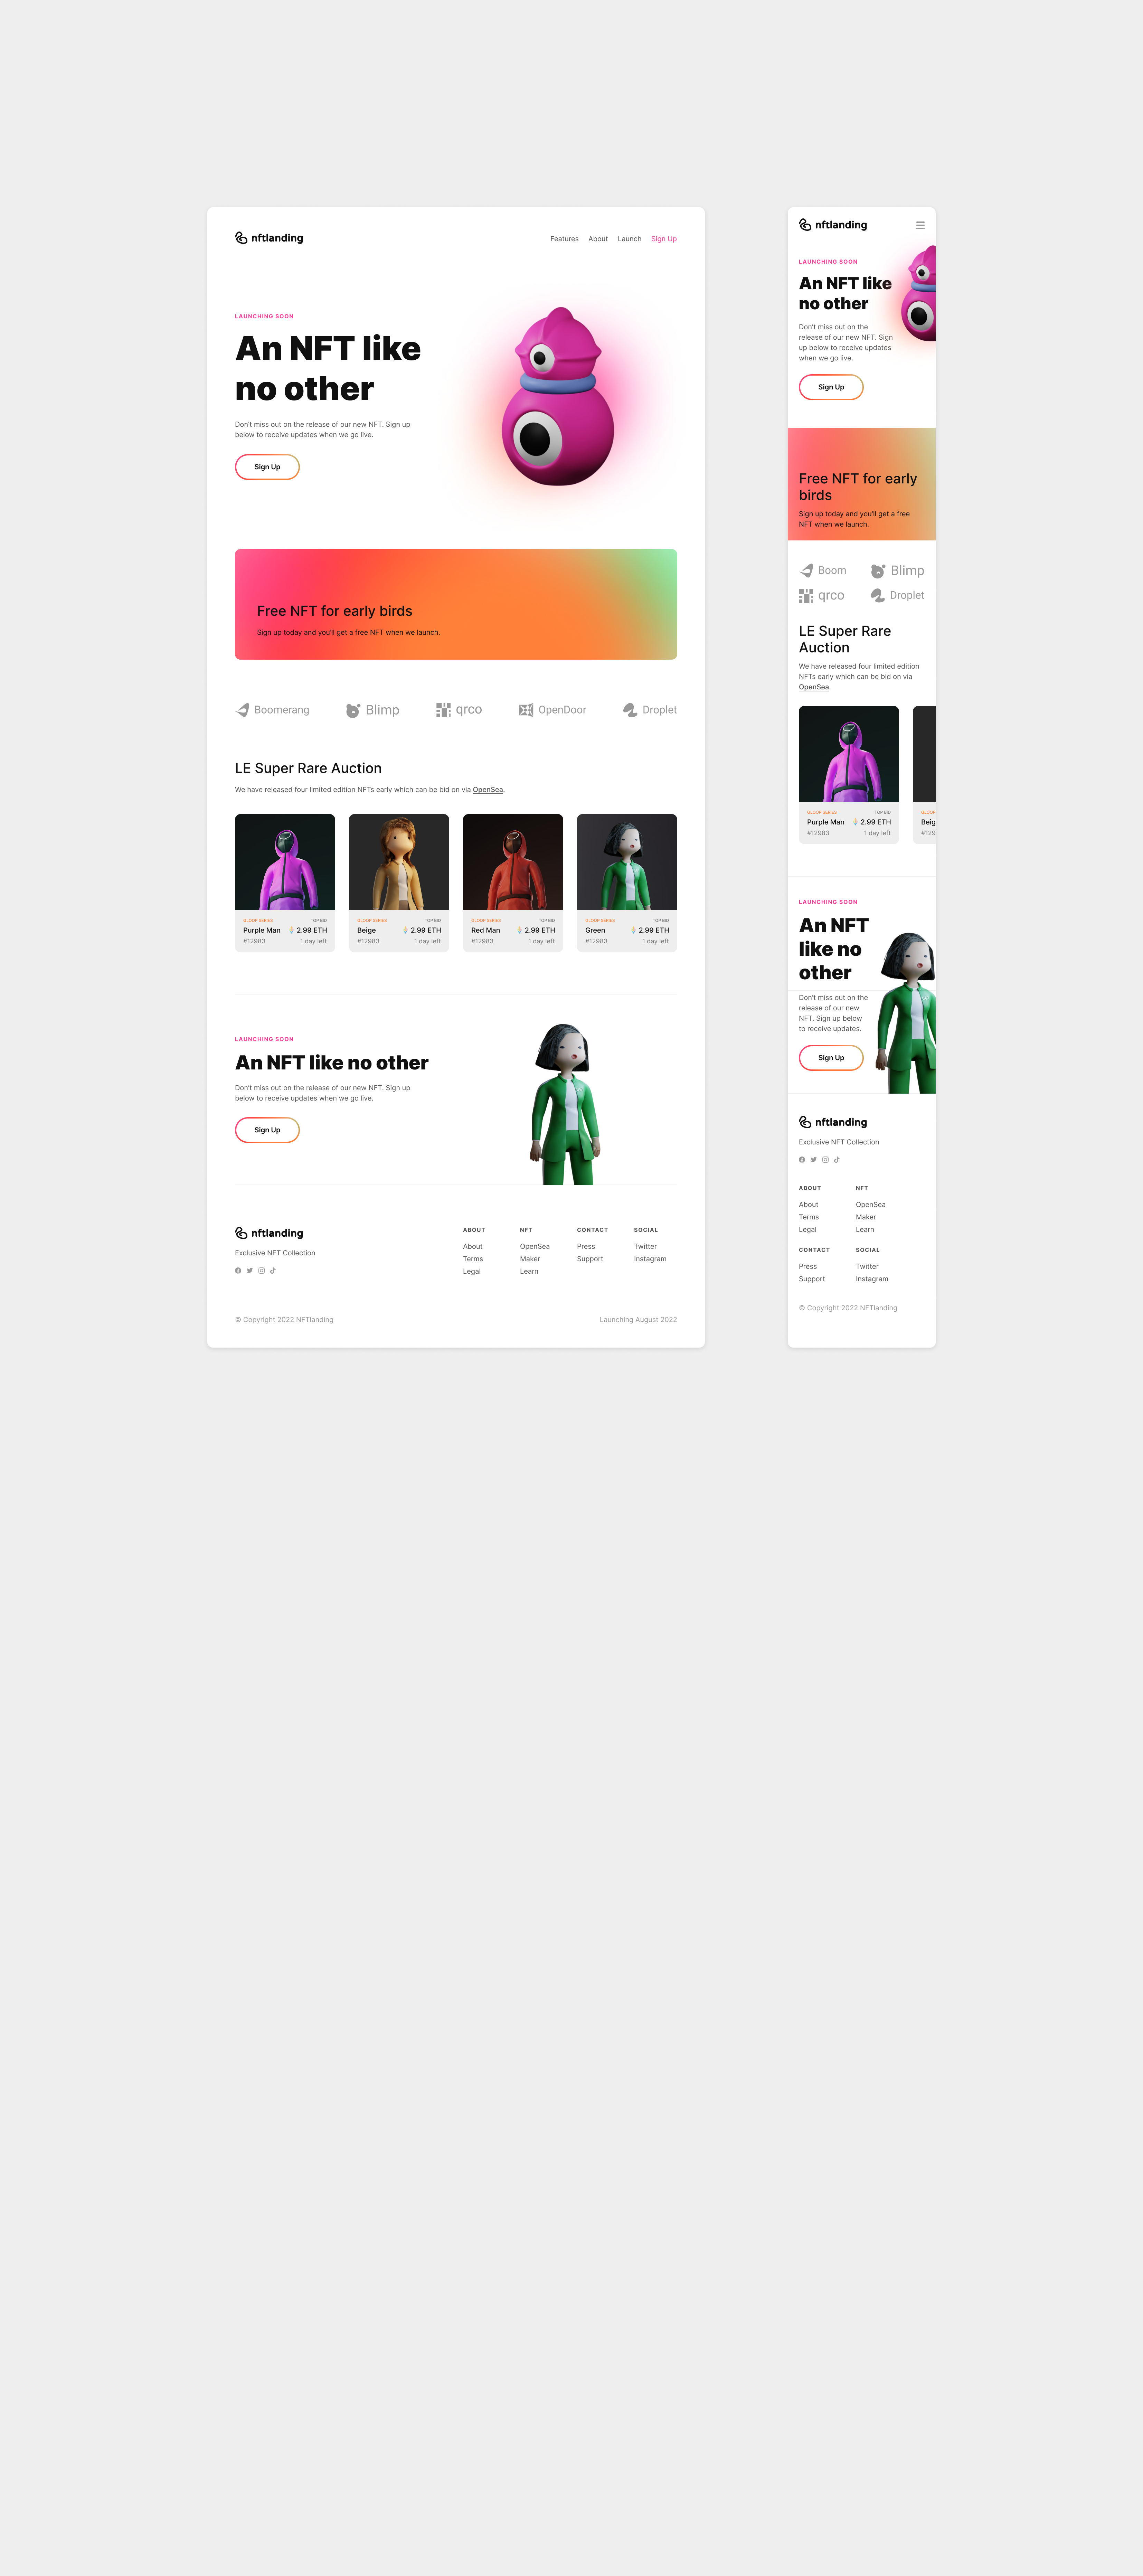 nftlanding
Features About Launch Sign Up
LAUNCHING SOON
An NFT like
no other
Don't miss out on the release of our new NFT. Sign up
below to receive updates when we go live.
Sign Up
Free NFT for early birds
Sign up today and you'll get a free NFT when we launch.
Boomerang Blimp qrco OpenDoor Droplet
LE Super Rare Auction
We have released four limited edition NFTs early which can be bid on via OpenSea.
GLOOP SERIES TOP BID
Purple Man 2.99 ETH
#12983 1 day left
GLOOP SERIES TOP BID
Beige 2.99 ETH
#12983 1 day left
GLOOP SERIES TOP BID
Red Man 2.99 ETH
#12983 1 day left
GLOOP SERIES TOP BID
Green 2.99 ETH
#12983 1 day left
LAUNCHING SOON
An NFT like no other
Don't miss out on the release of our new NFT. Sign up
below to receive updates when we go live.
Sign Up
nftlanding
Exclusive NFT Collection
ABOUT
About
Terms
Legal
NFT
OpenSea
Maker
Learn
CONTACT
Press
Support
SOCIAL
Twitter
Instagram
© Copyright 2022 NFTlanding
Launching August 2022
nftlanding
LAUNCHING SOON
An NFT like
no other
Don't miss out on the
release of our new NFT. Sign
up below to receive updates
when we go live.
Sign Up
Free NFT for early
birds
Sign up today and you'll get a free
NFT when we launch.
Boom Blimp
qrco Droplet
LE Super Rare
Auction
We have released four limited edition
NFTs early which can be bid on via
OpenSea.
GLOOP SERIES TOP BID
Purple Man 2.99 ETH
#12983 1 day left
GLOOP
Beig
#129
LAUNCHING SOON
An NFT
like no
other
Don't miss out on the
release of our new
NFT. Sign up below
to receive updates.
Sign Up
nftlanding
Exclusive NFT Collection
ABOUT
About
Terms
Legal
NFT
OpenSea
Maker
Learn
CONTACT
Press
Support
SOCIAL
Twitter
Instagram
© Copyright 2022 NFTlanding